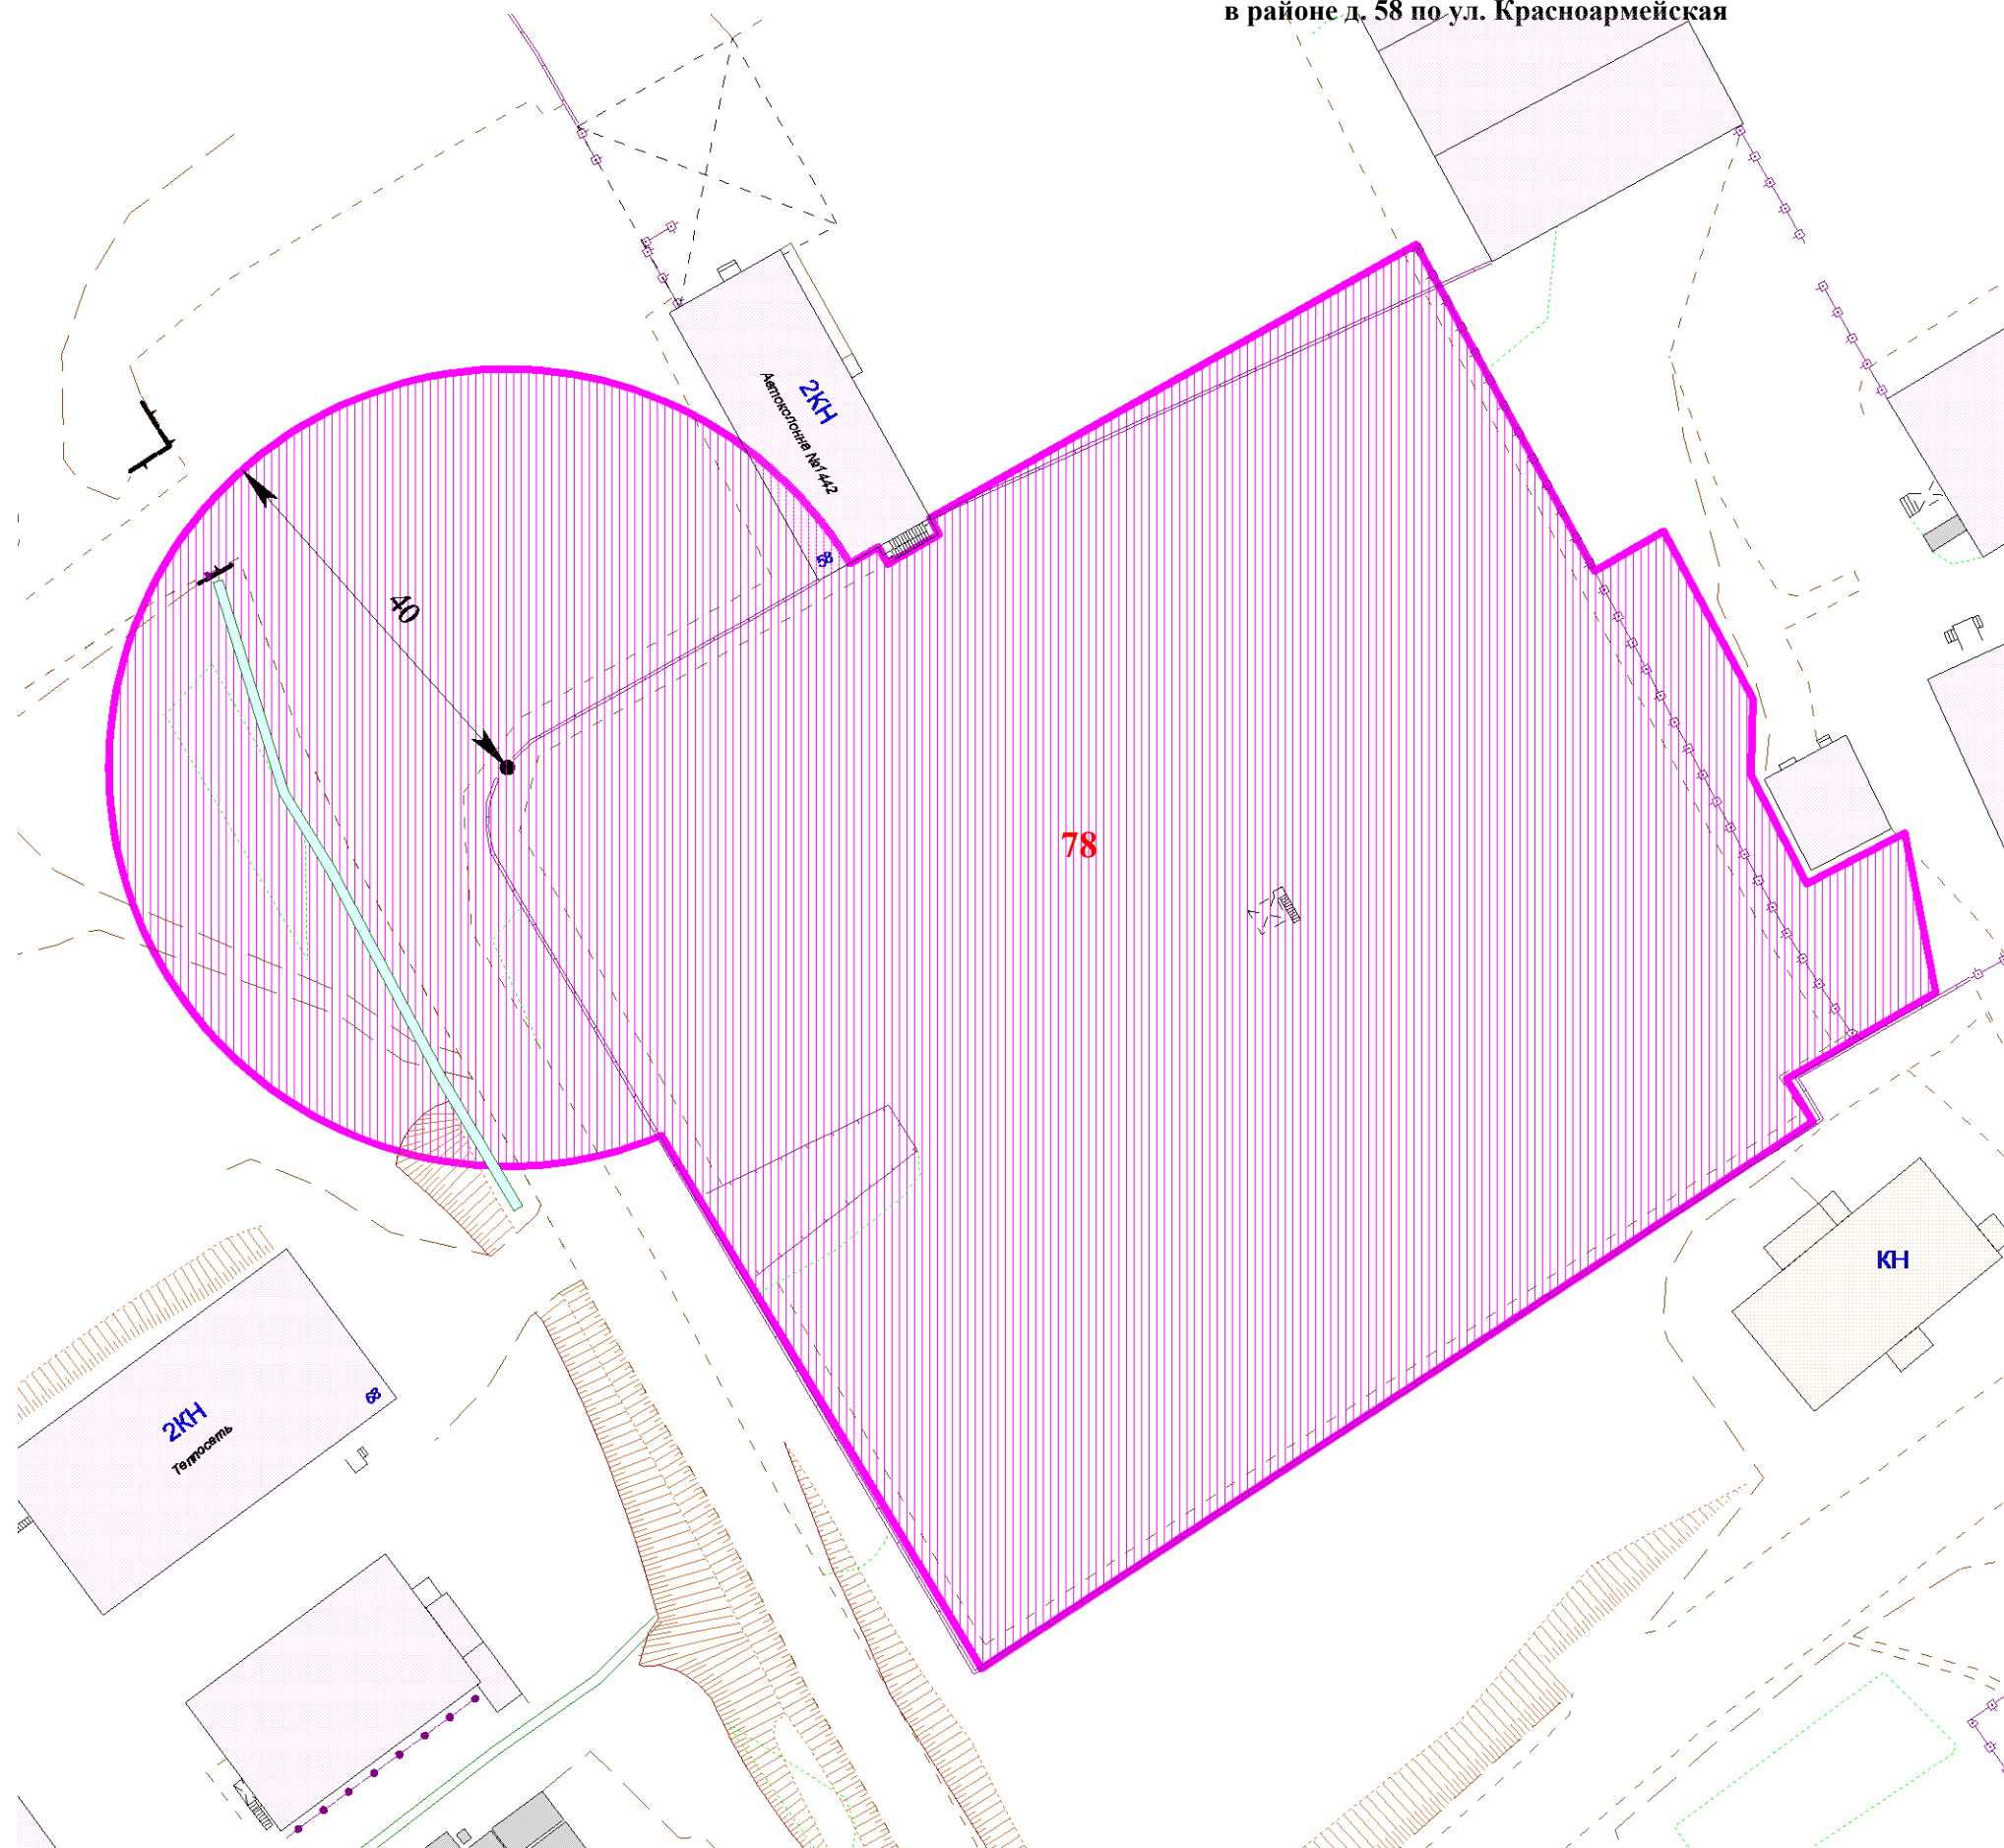 в районе д. 58 по ул. Красноармейская
2КН
Автоколонна №1442
58
40
78
КН
68
2КН
Теплосеть